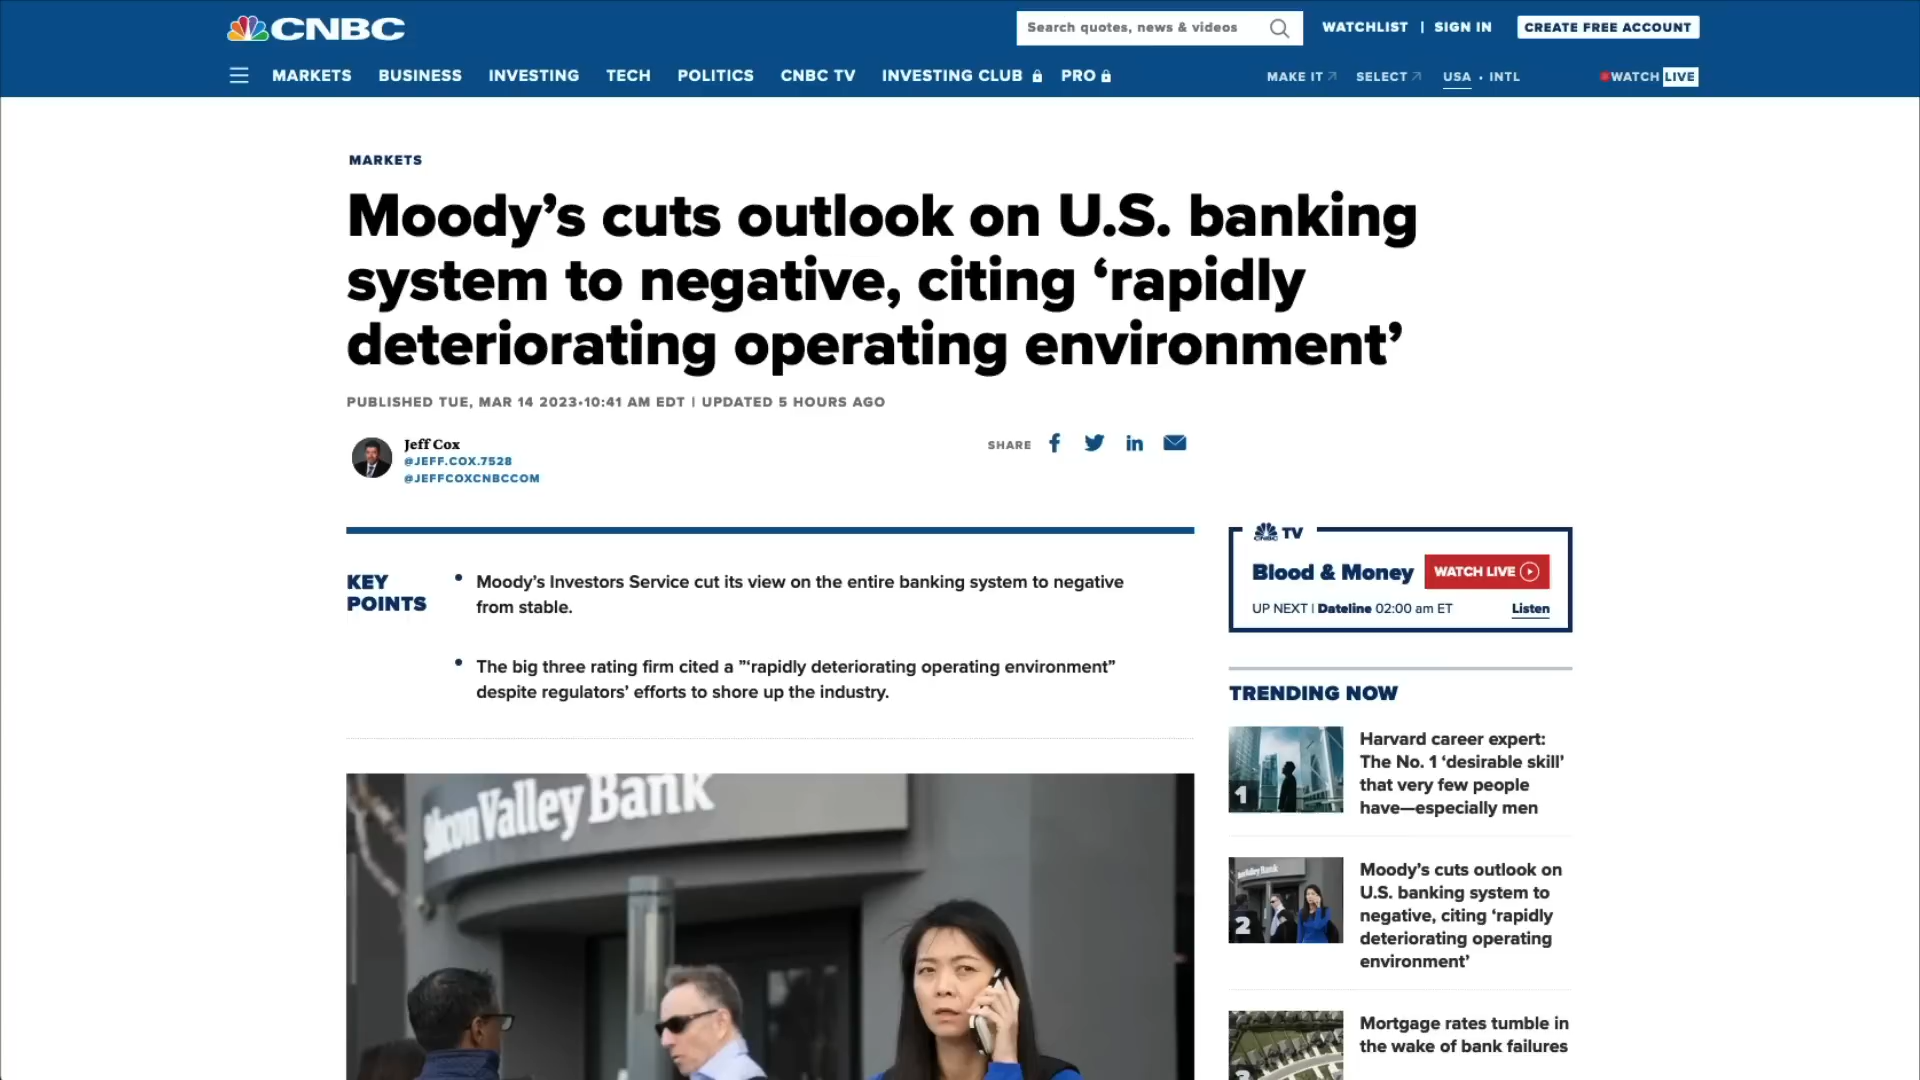 CNBC
Search quotes, news & videos
WATCHLIST | SIGN IN
CREATE FREE ACCOUNT
MARKETS BUSINESS INVESTING TECH POLITICS CNBC TV INVESTING CLUB PRO
MAKE IT SELECT USA • INTL
WATCH LIVE
MARKETS
Moody’s cuts outlook on U.S. banking
system to negative, citing ‘rapidly
deteriorating operating environment’
PUBLISHED TUE, MAR 14 2023•10:41 AM EDT | UPDATED 5 HOURS AGO
Jeff Cox
@JEFF.COX.7528
@JEFFCOXCNBCCOM
SHARE
KEY
POINTS
• Moody’s Investors Service cut its view on the entire banking system to negative
from stable.
• The big three rating firm cited a ”‘rapidly deteriorating operating environment”
despite regulators’ efforts to shore up the industry.
Silicon Valley Bank
CNBC TV
Blood & Money
WATCH LIVE
UP NEXT | Dateline 02:00 am ET
Listen
TRENDING NOW
1
Harvard career expert:
The No. 1 ‘desirable skill’
that very few people
have—especially men
Valley Bank
2
Moody’s cuts outlook on
U.S. banking system to
negative, citing ‘rapidly
deteriorating operating
environment’
3
Mortgage rates tumble in
the wake of bank failures